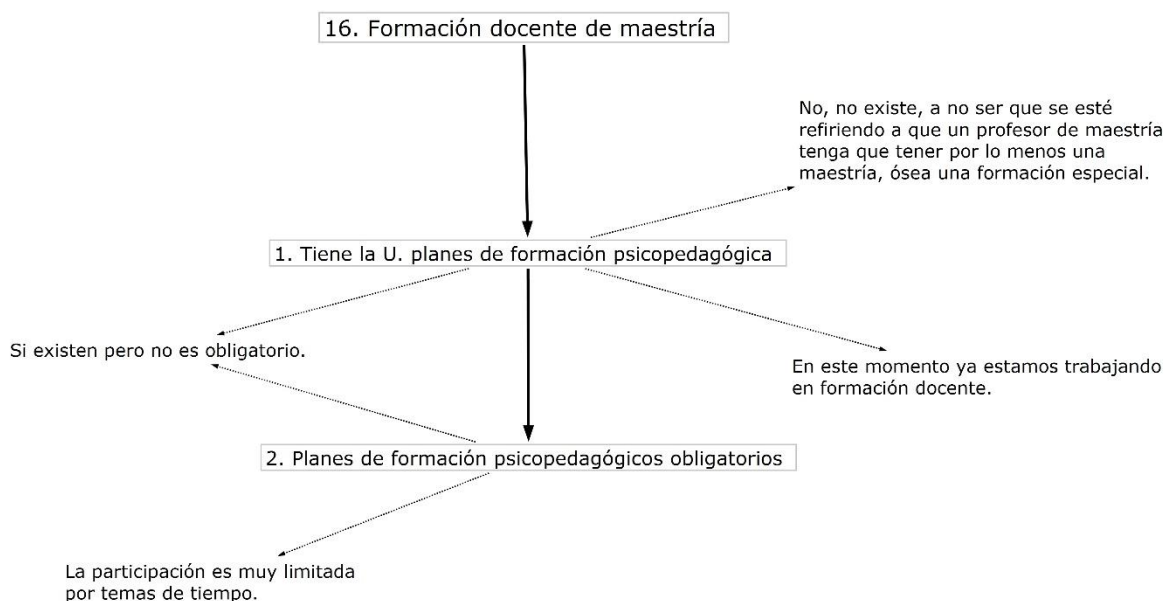 16. Formación docente de maestría
No, no existe, a no ser que se esté
refiriendo a que un profesor de maestría
tenga que tener por lo menos una
maestría, ósea una formación especial.
1. Tiene la U. planes de formación psicopedagógica
Si existen pero no es obligatorio.
En este momento ya estamos trabajando
en formación docente.
2. Planes de formación psicopedagógicos obligatorios
La participación es muy limitada
por temas de tiempo.